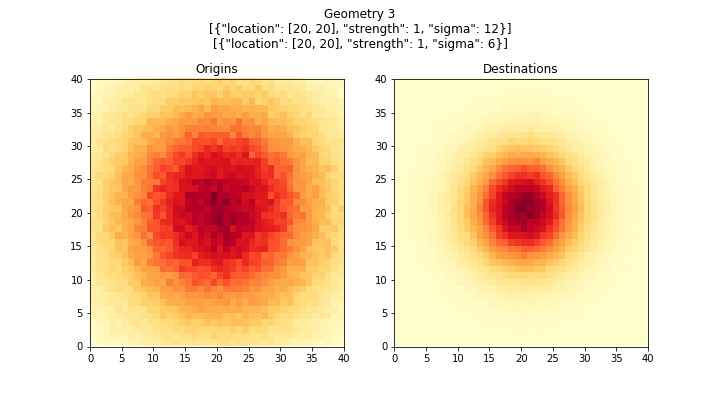 Geometry 3
[{"location": [20, 20], "strength": 1, "sigma": 12}]
[{"location": [20, 20], "strength": 1, "sigma": 6}]
Origins
40
35
30
25
20
15
10
5
0
0 5 10 15 20 25 30 35 40
Destinations
40
35
30
25
20
15
10
5
0
0 5 10 15 20 25 30 35 40